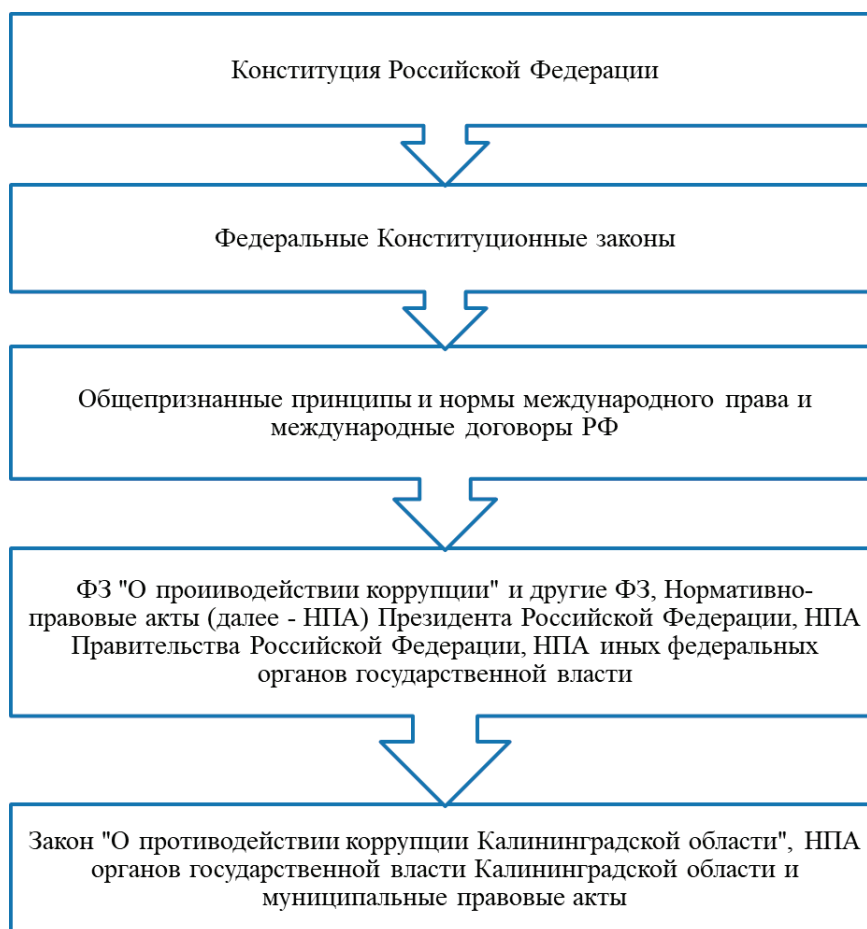 Конституция Российской Федерации
Федеральные Конституционные законы
Общепризнанные принципы и нормы международного права и
международные договоры РФ
ФЗ "О проииводействии коррупции" и другие ФЗ, Нормативно-
правовые акты (далее - НПА) Президента Российской Федерации, НПА
Правительства Российской Федерации, НПА иных федеральных
органов государственной власти
Закон "О противодействии коррупции Калининградской области", НПА
органов государственной власти Калининградской области и
муниципальные правовые акты